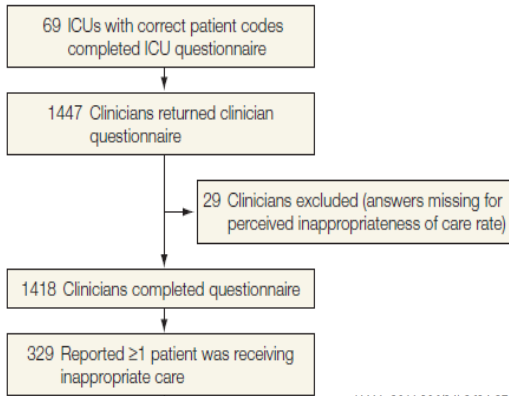 69 ICUs with correct patient codes
completed ICU questionnaire
1447 Clinicians returned clinician
questionnaire
29 Clinicians excluded (answers missing for
perceived inappropriateness of care rate)
1418 Clinicians completed questionnaire
329 Reported ≥1 patient was receiving
inappropriate care